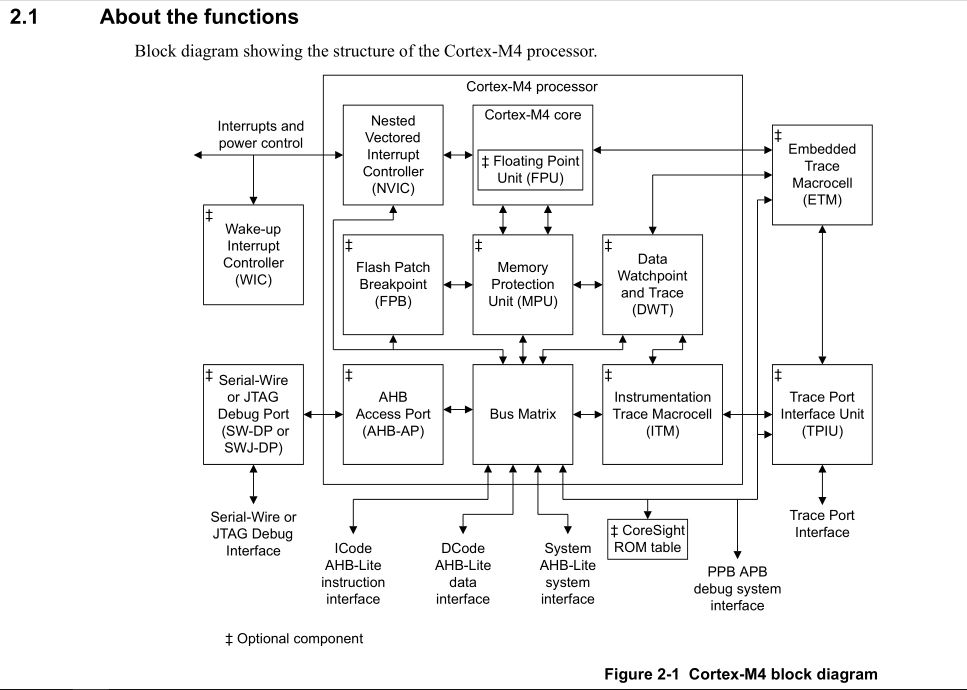 2.1 About the functions
Block diagram showing the structure of the Cortex-M4 processor.
Cortex-M4 processor
Interrupts and
power control
Nested
Vectored
Interrupt
Controller
(NVIC)
Cortex-M4 core
‡ Floating Point
Unit (FPU)
‡
Embedded
Trace
Macrocell
(ETM)
‡
Wake-up
Interrupt
Controller
(WIC)
‡
Flash Patch
Breakpoint
(FPB)
‡
Memory
Protection
Unit (MPU)
‡
Data
Watchpoint
and Trace
(DWT)
‡
Serial-Wire
or JTAG
Debug Port
(SW-DP or
SWJ-DP)
‡
AHB
Access Port
(AHB-AP)
Bus Matrix
‡
Instrumentation
Trace Macrocell
(ITM)
‡
Trace Port
Interface Unit
(TPIU)
Serial-Wire or
JTAG Debug
Interface
ICode
AHB-Lite
instruction
interface
DCode
AHB-Lite
data
interface
System
AHB-Lite
system
interface
‡ CoreSight
ROM table
PPB APB
debug system
interface
Trace Port
Interface
‡ Optional component
Figure 2-1 Cortex-M4 block diagram